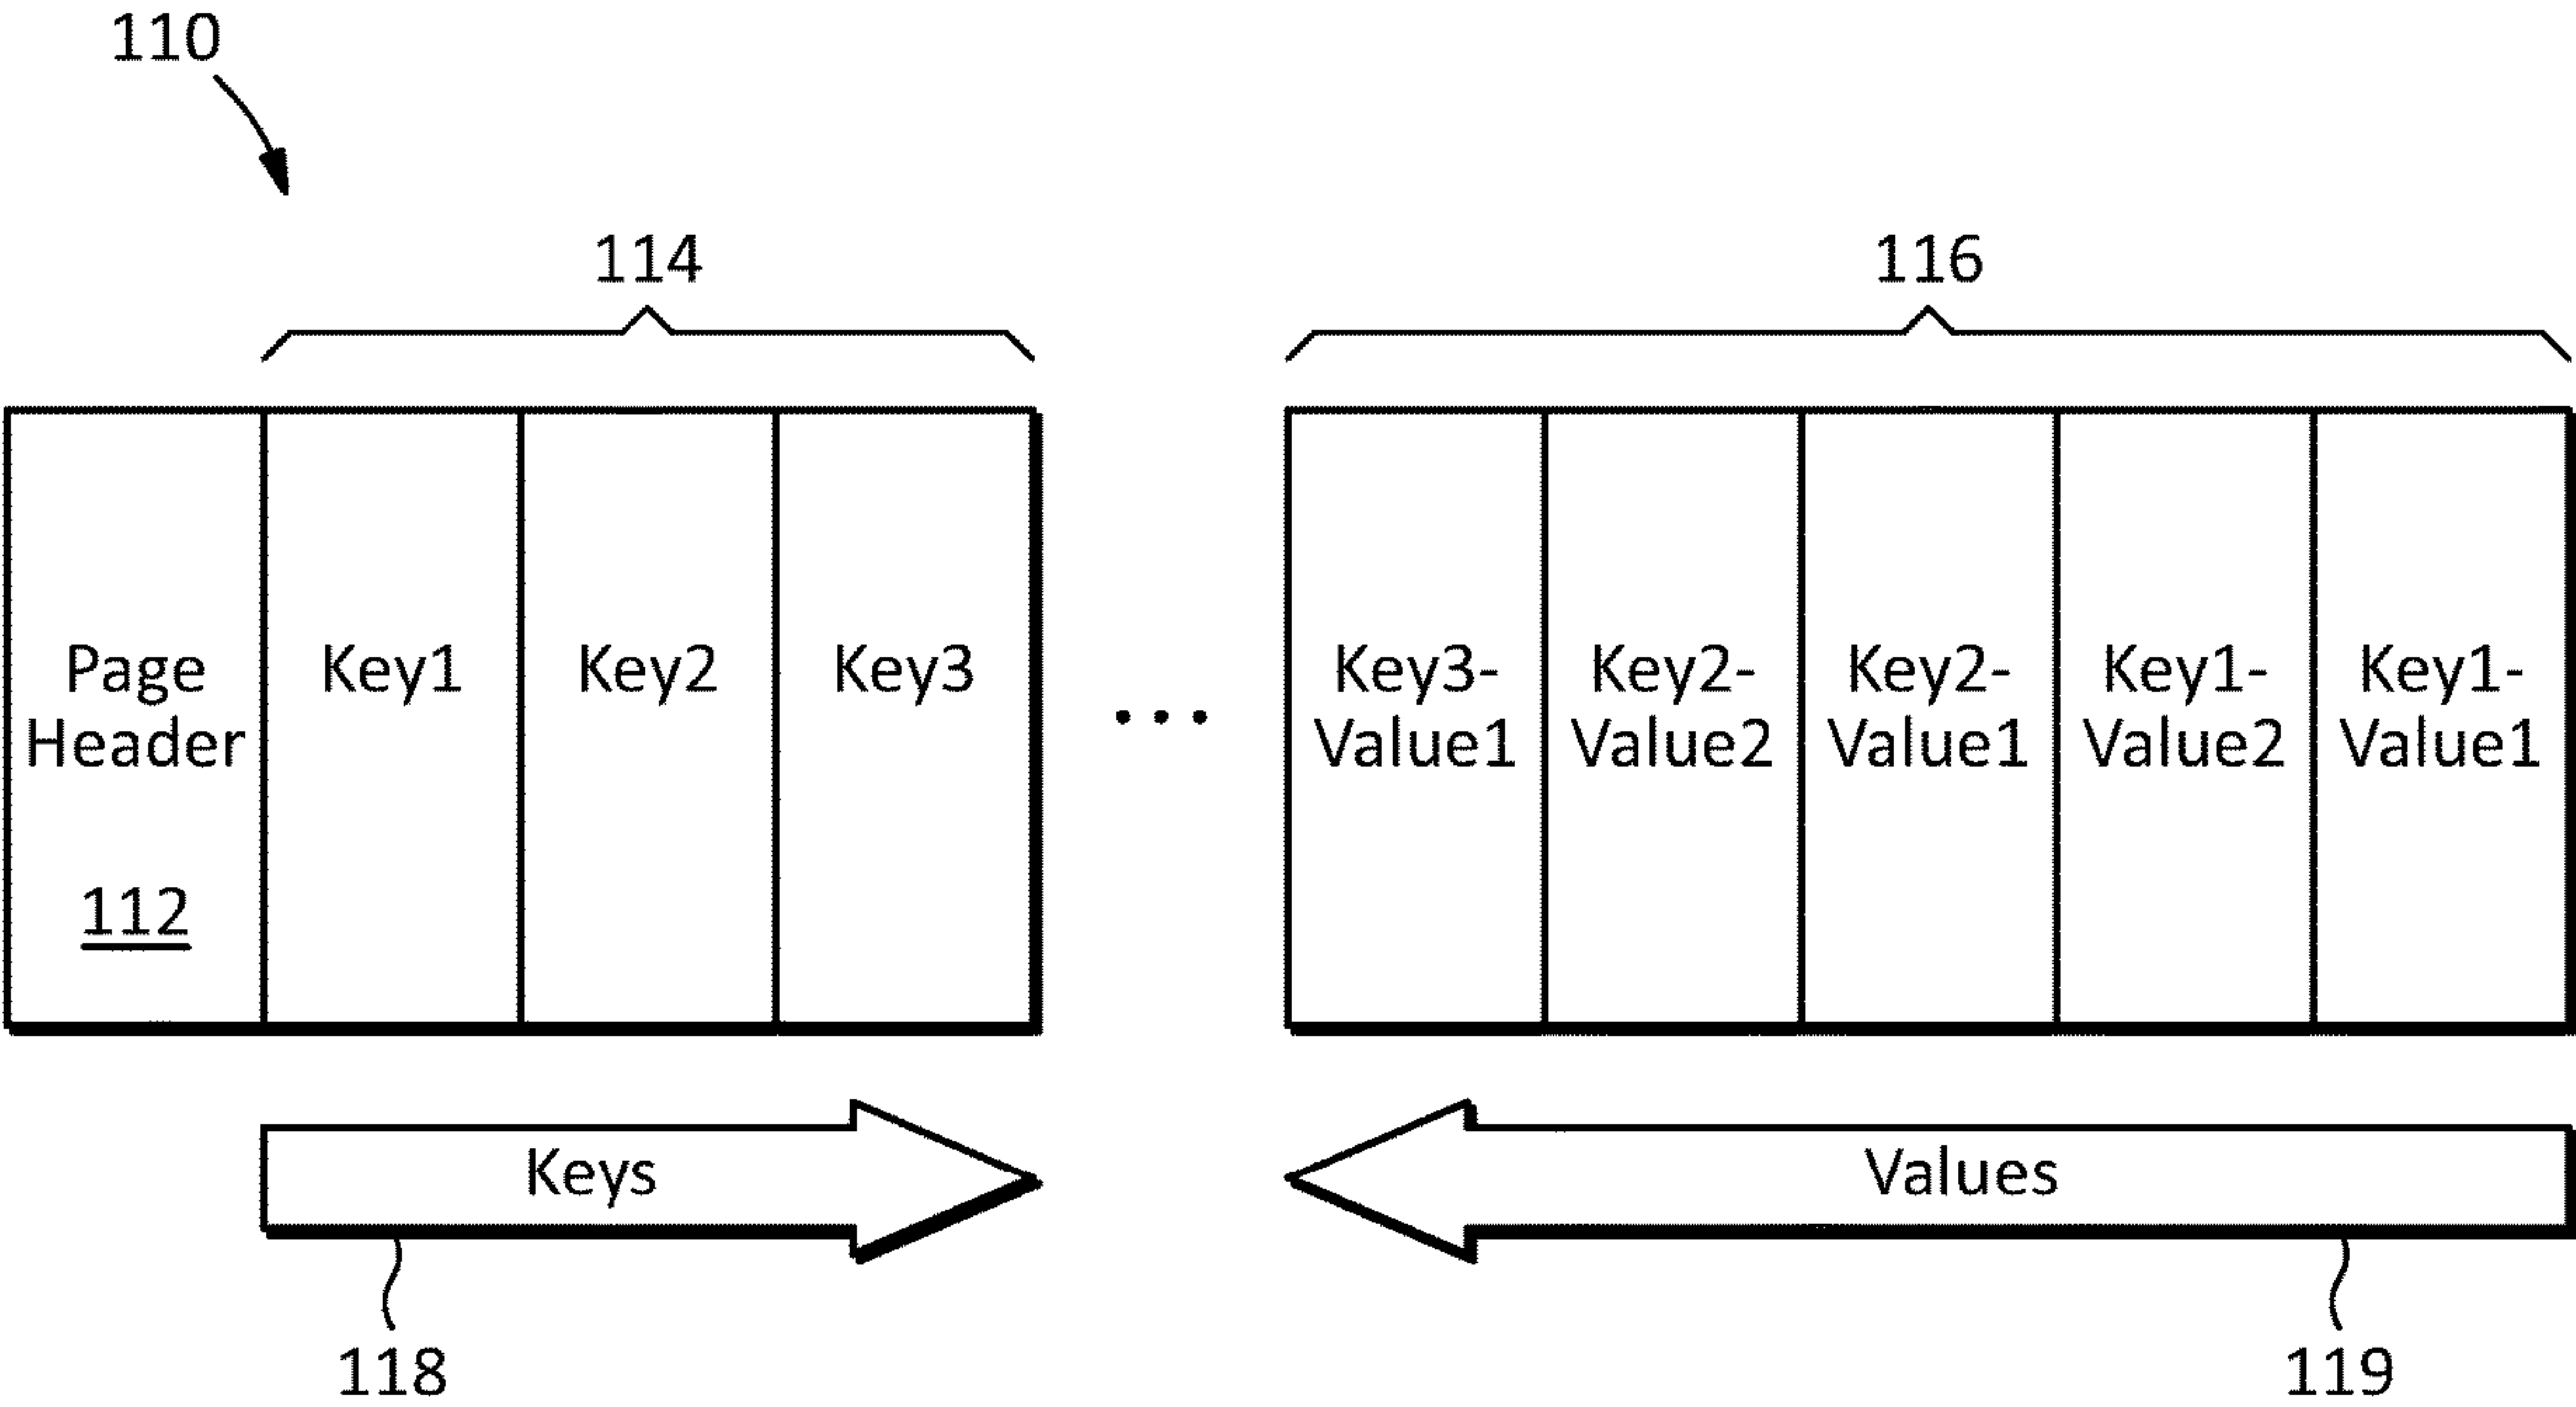 110
114
116
Page
Header
112
Key1
Key2
Key3
...
Key3-
Value1
Key2-
Value2
Key2-
Value1
Key1-
Value2
Key1-
Value1
Keys
Values
118
119